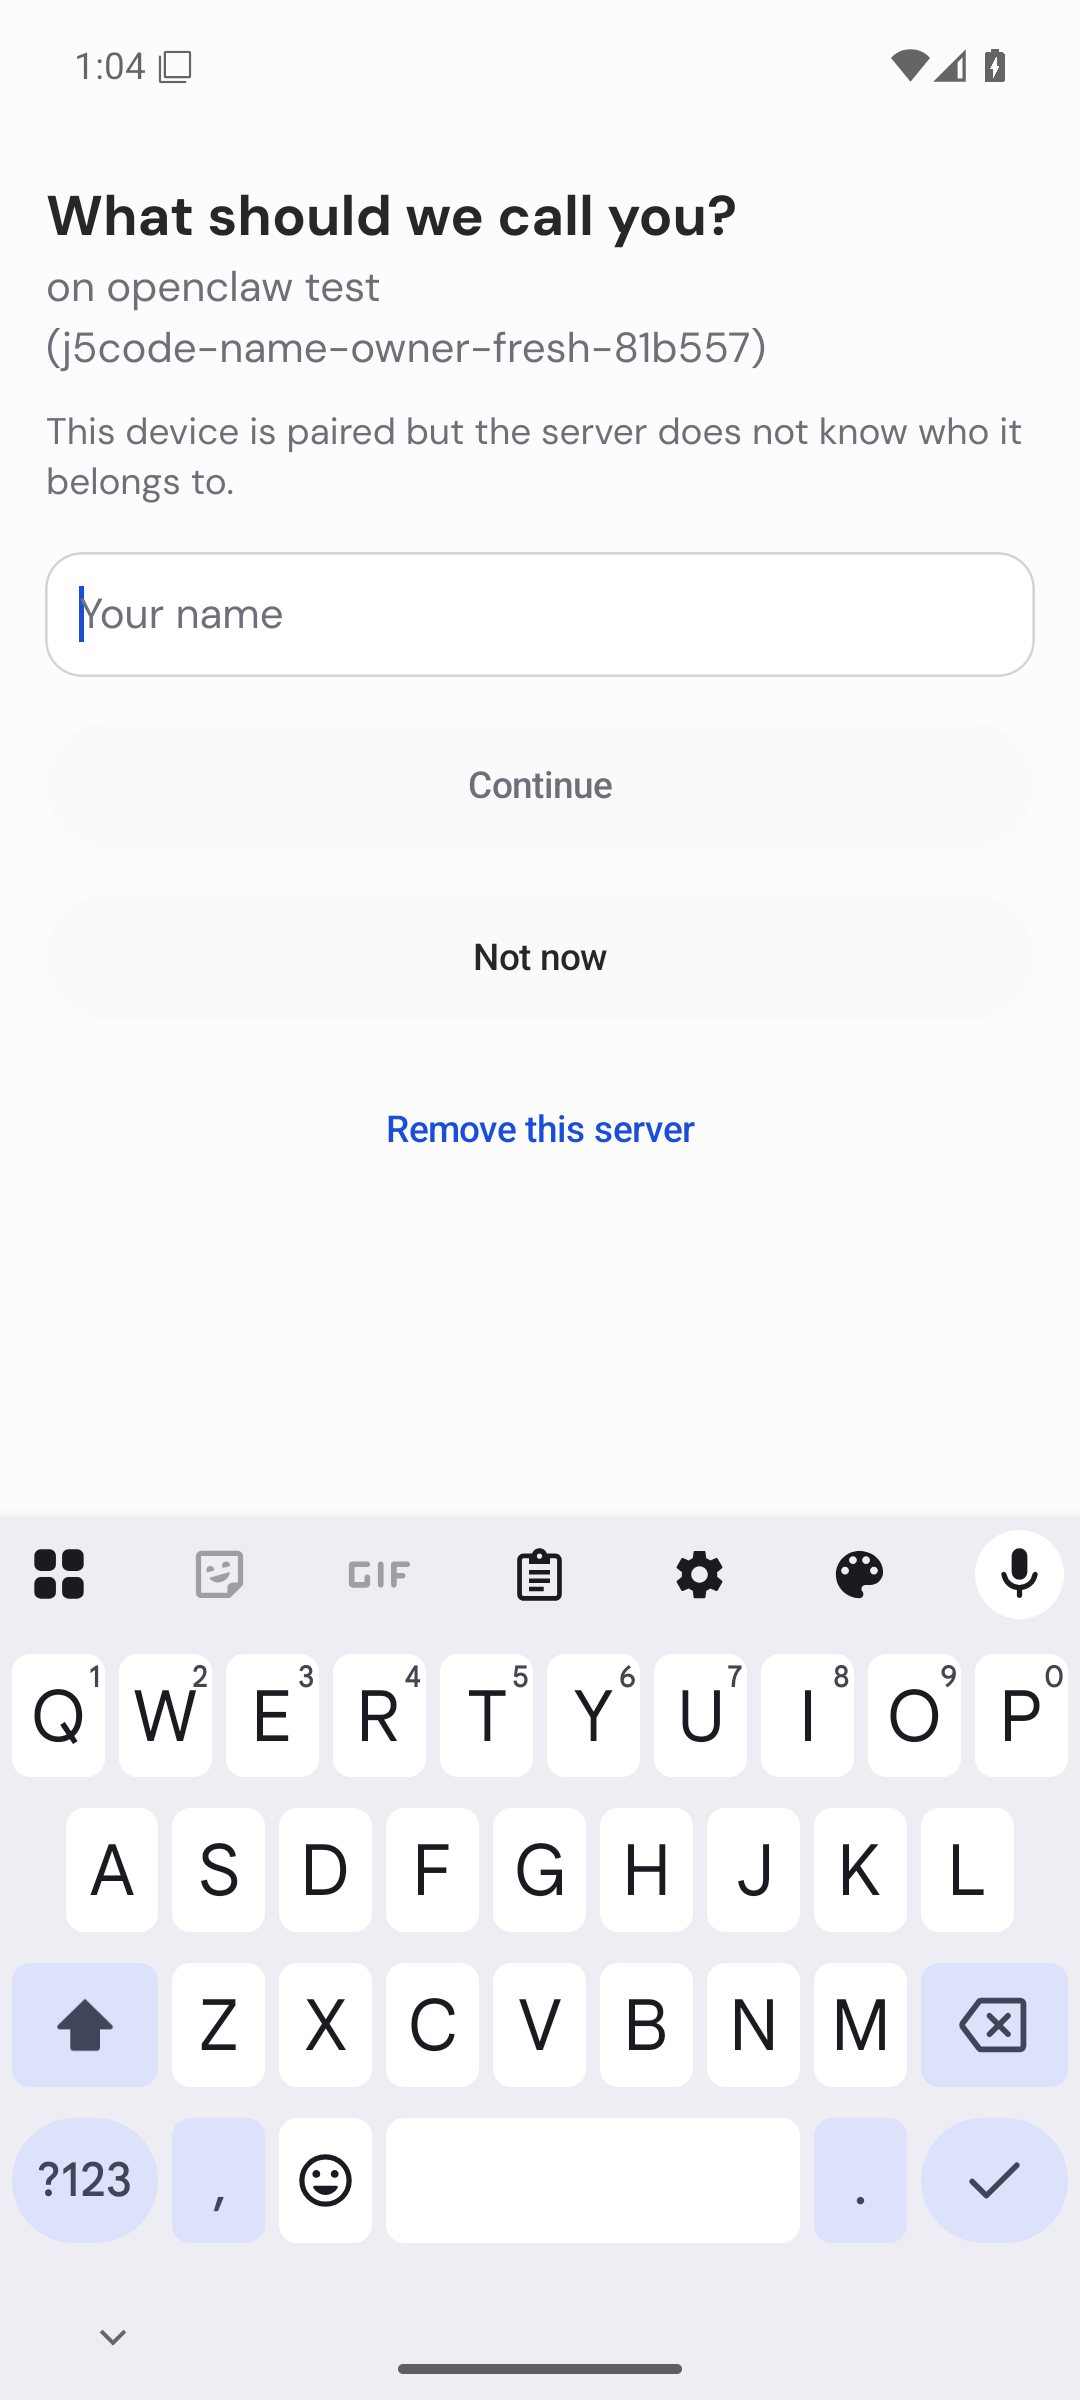 1:04
What should we call you?
on openclaw test
(j5code-name-owner-fresh-81b557)
This device is paired but the server does not know who it
belongs to.
Your name
Continue
Not now
Remove this server
GIF
Q1 W2 E3 R4 T5 Y6 U7 I8 O9 P0
A S D F G H J K L
Z X C V B N M
?123 , .